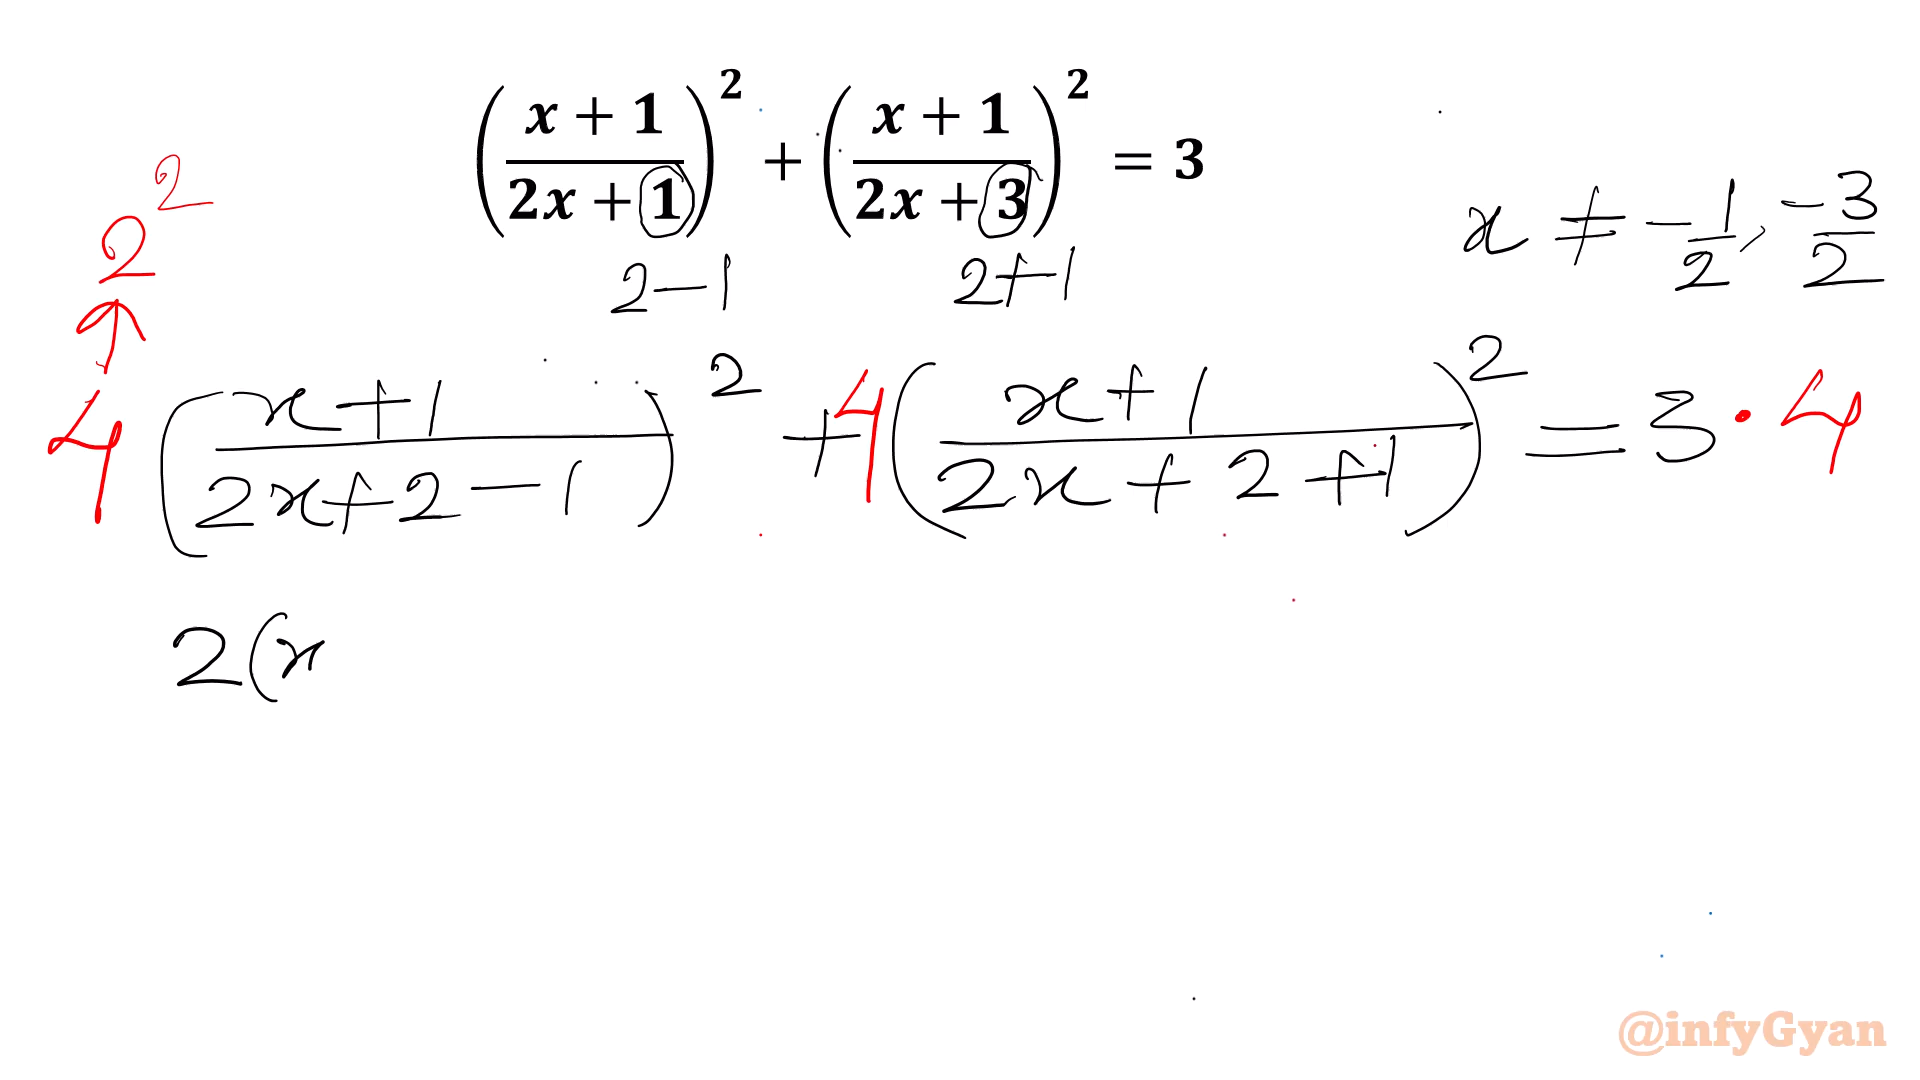 ((x + 1)/(2x + 1))² + ((x + 1)/(2x + 3))² = 3
2 - 1 2 + 1
x ≠ -1/2, -3/2
2²
↑
4((x + 1)/(2x + 2 - 1))² + 4((x + 1)/(2x + 2 + 1))² = 3 · 4
2(x
@infyGyan